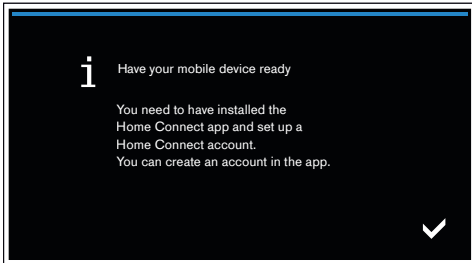 i
Have your mobile device ready
You need to have installed the
Home Connect app and set up a
Home Connect account.
You can create an account in the app.